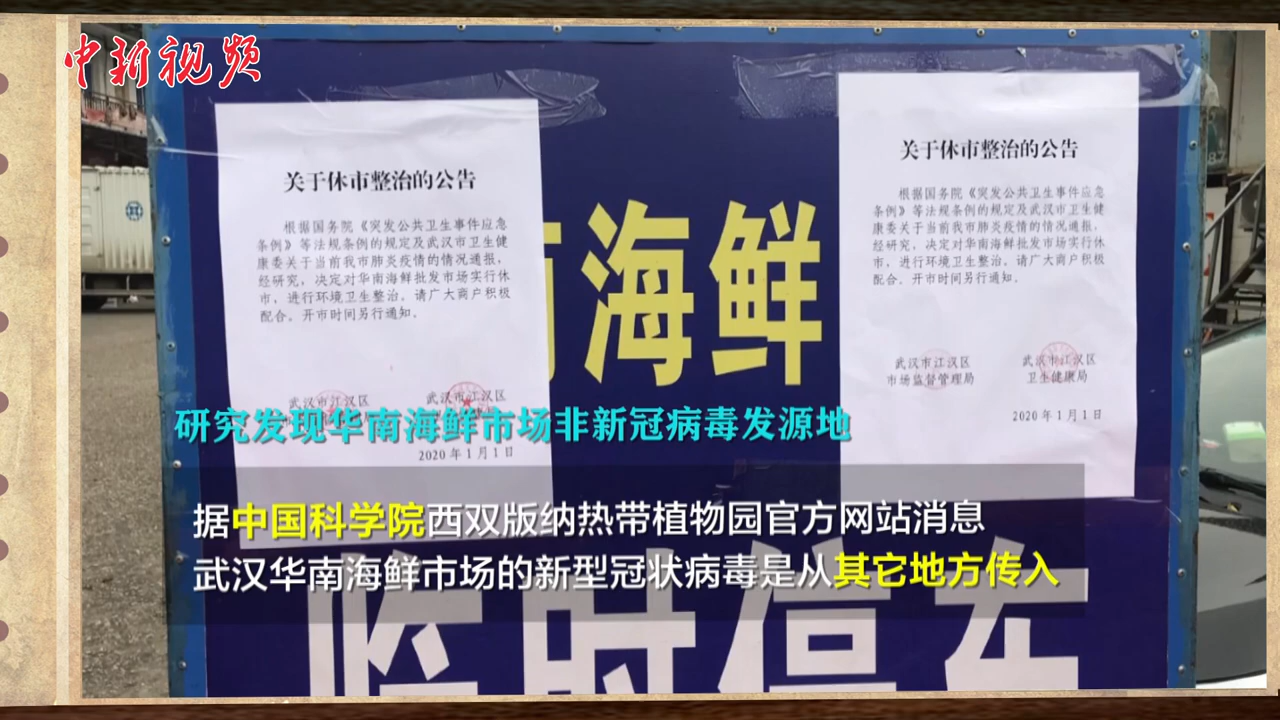 中新视频
关于休市整治的公告
根据国务院《突发公共卫生事件应急
条例》等法规条例的规定及武汉市卫生健
康委关于当前我市肺炎疫情的情况通报，
经研究，决定对华南海鲜批发市场实行休
市，进行环境卫生整治。请广大商户积极
配合。开市时间另行通知。
武汉市江汉区
武汉市江汉区
2020年1月1日
关于休市整治的公告
根据国务院《突发公共卫生事件应急
条例》等法规条例的规定及武汉市卫生健
康委关于当前我市肺炎疫情的情况通报，
经研究，决定对华南海鲜批发市场实行休
市，进行环境卫生整治。请广大商户积极
配合。开市时间另行通知。
武汉市江汉区
市场监督管理局
武汉市江汉区
卫生健康局
2020年1月1日
海鲜
研究发现华南海鲜市场非新冠病毒发源地
据中国科学院西双版纳热带植物园官方网站消息
武汉华南海鲜市场的新型冠状病毒是从其它地方传入
临时停车
87